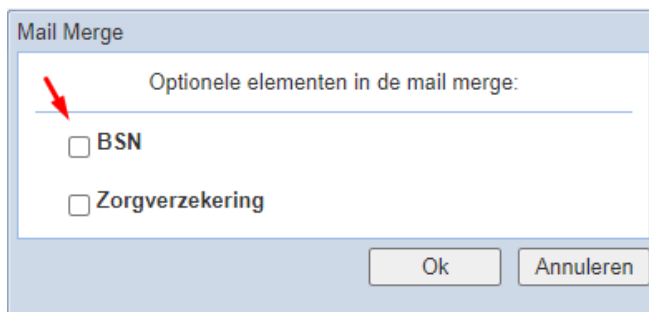 Mail Merge
Optionele elementen in de mail merge:
BSN
Zorgverzekering
Ok Annuleren